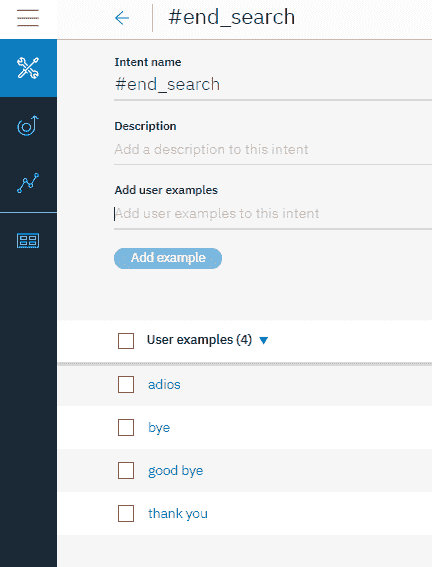 #end_search
Intent name
#end_search
Description
Add a description to this intent
Add user examples
Add user examples to this intent
Add example
User examples (4)
adios
bye
good bye
thank you